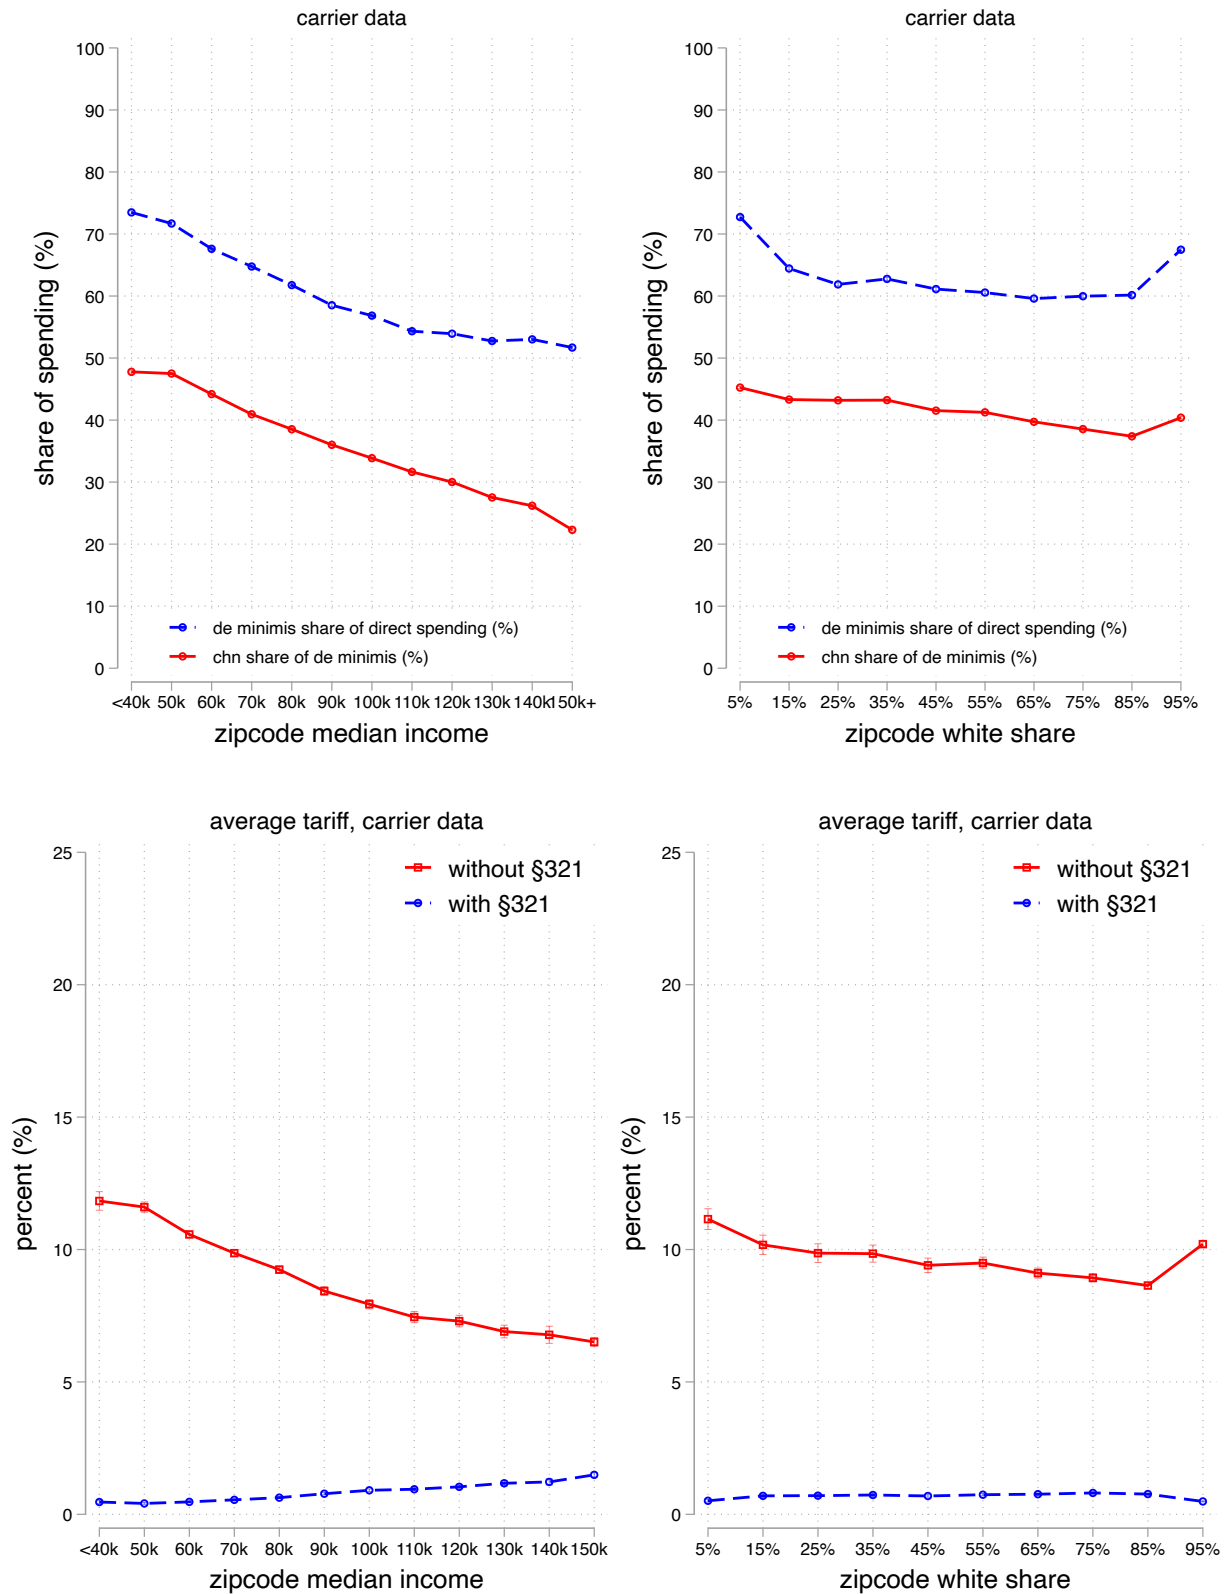 carrier data
100
90
80
70
60
50
40
30
20
10
0
share of spending (%)
de minimis share of direct spending (%)
chn share of de minimis (%)
<40k 50k 60k 70k 80k 90k 100k 110k 120k 130k 140k 150k+
zipcode median income
carrier data
100
90
80
70
60
50
40
30
20
10
0
share of spending (%)
de minimis share of direct spending (%)
chn share of de minimis (%)
5% 15% 25% 35% 45% 55% 65% 75% 85% 95%
zipcode white share
average tariff, carrier data
25
20
15
10
5
0
percent (%)
without §321
with §321
<40k 50k 60k 70k 80k 90k 100k 110k 120k 130k 140k 150k
zipcode median income
average tariff, carrier data
25
20
15
10
5
0
percent (%)
without §321
with §321
5% 15% 25% 35% 45% 55% 65% 75% 85% 95%
zipcode white share